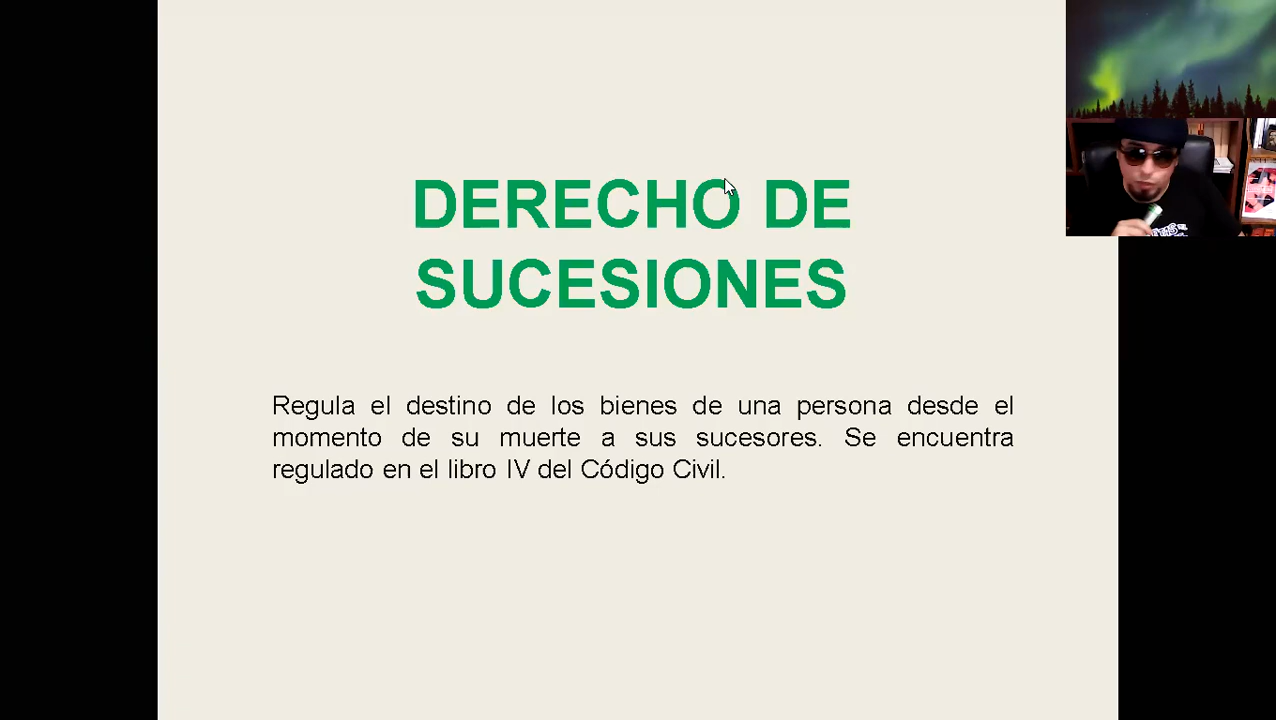 DERECHO DE
SUCESIONES
Regula el destino de los bienes de una persona desde el
momento de su muerte a sus sucesores. Se encuentra
regulado en el libro IV del Código Civil.